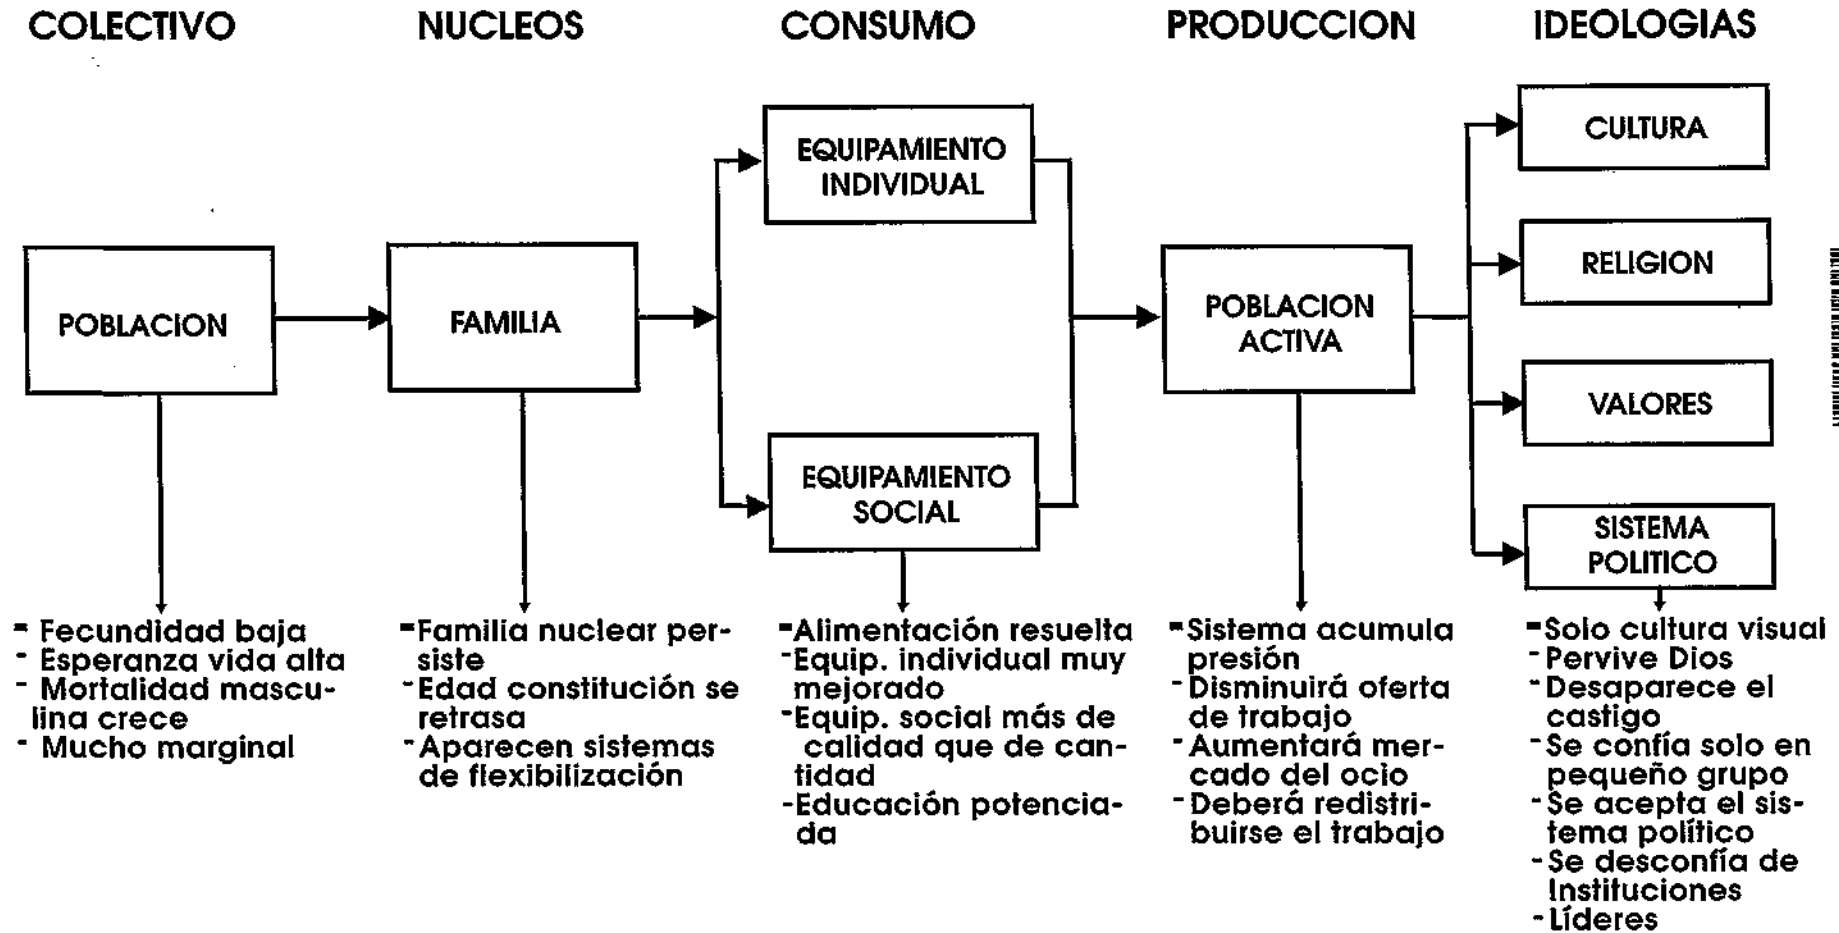 COLECTIVO
NUCLEOS
CONSUMO
PRODUCCION
IDEOLOGIAS
POBLACION
FAMILIA
EQUIPAMIENTO
INDIVIDUAL
EQUIPAMIENTO
SOCIAL
POBLACION
ACTIVA
CULTURA
RELIGION
VALORES
SISTEMA
POLITICO
- Fecundidad baja
- Esperanza vida alta
- Mortalidad mascu-
lina crece
- Mucho marginal
-Familia nuclear per-
siste
-Edad constitución se
retrasa
-Aparecen sistemas
de flexibilización
-Alimentación resuelta
-Equip. individual muy
mejorado
-Equip. social más de
calidad que de can-
tidad
-Educación potencia-
da
-Sistema acumula
presión
-Disminuirá oferta
de trabajo
-Aumentará mer-
cado del ocio
-Deberá redistri-
buirse el trabajo
-Solo cultura visual
-Pervive Dios
-Desaparece el
castigo
-Se confía solo en
pequeño grupo
-Se acepta el sis-
tema político
-Se desconfía de
Instituciones
-Líderes